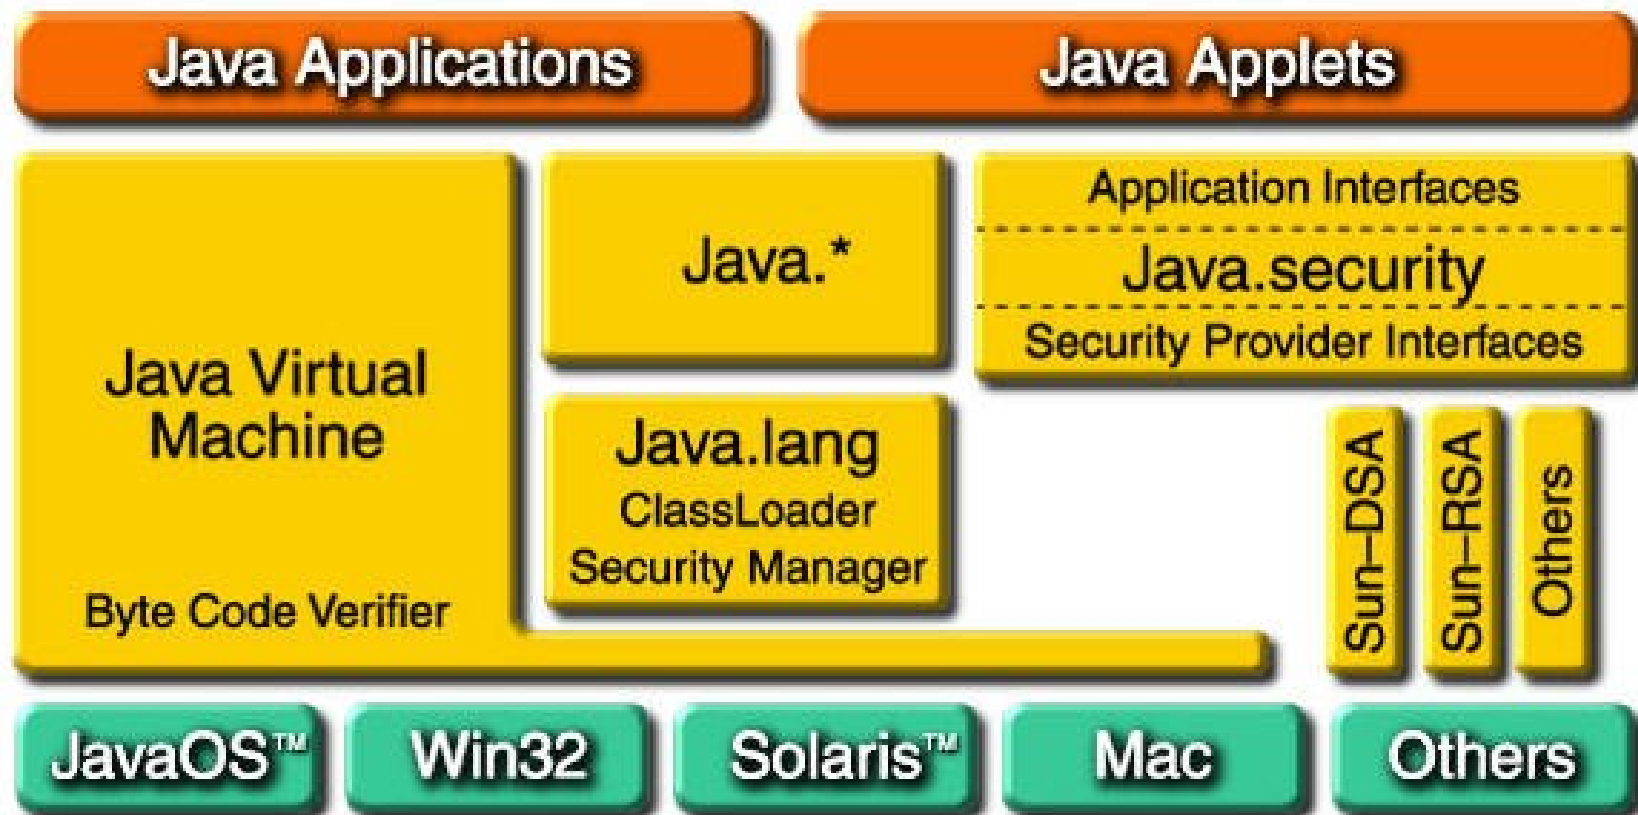 Java Applications
Java Applets
Java Virtual
Machine
Byte Code Verifier
Java.*
Java.lang
ClassLoader
Security Manager
Application Interfaces
Java.security
Security Provider Interfaces
Sun–DSA
Sun–RSA
Others
JavaOS™
Win32
Solaris™
Mac
Others